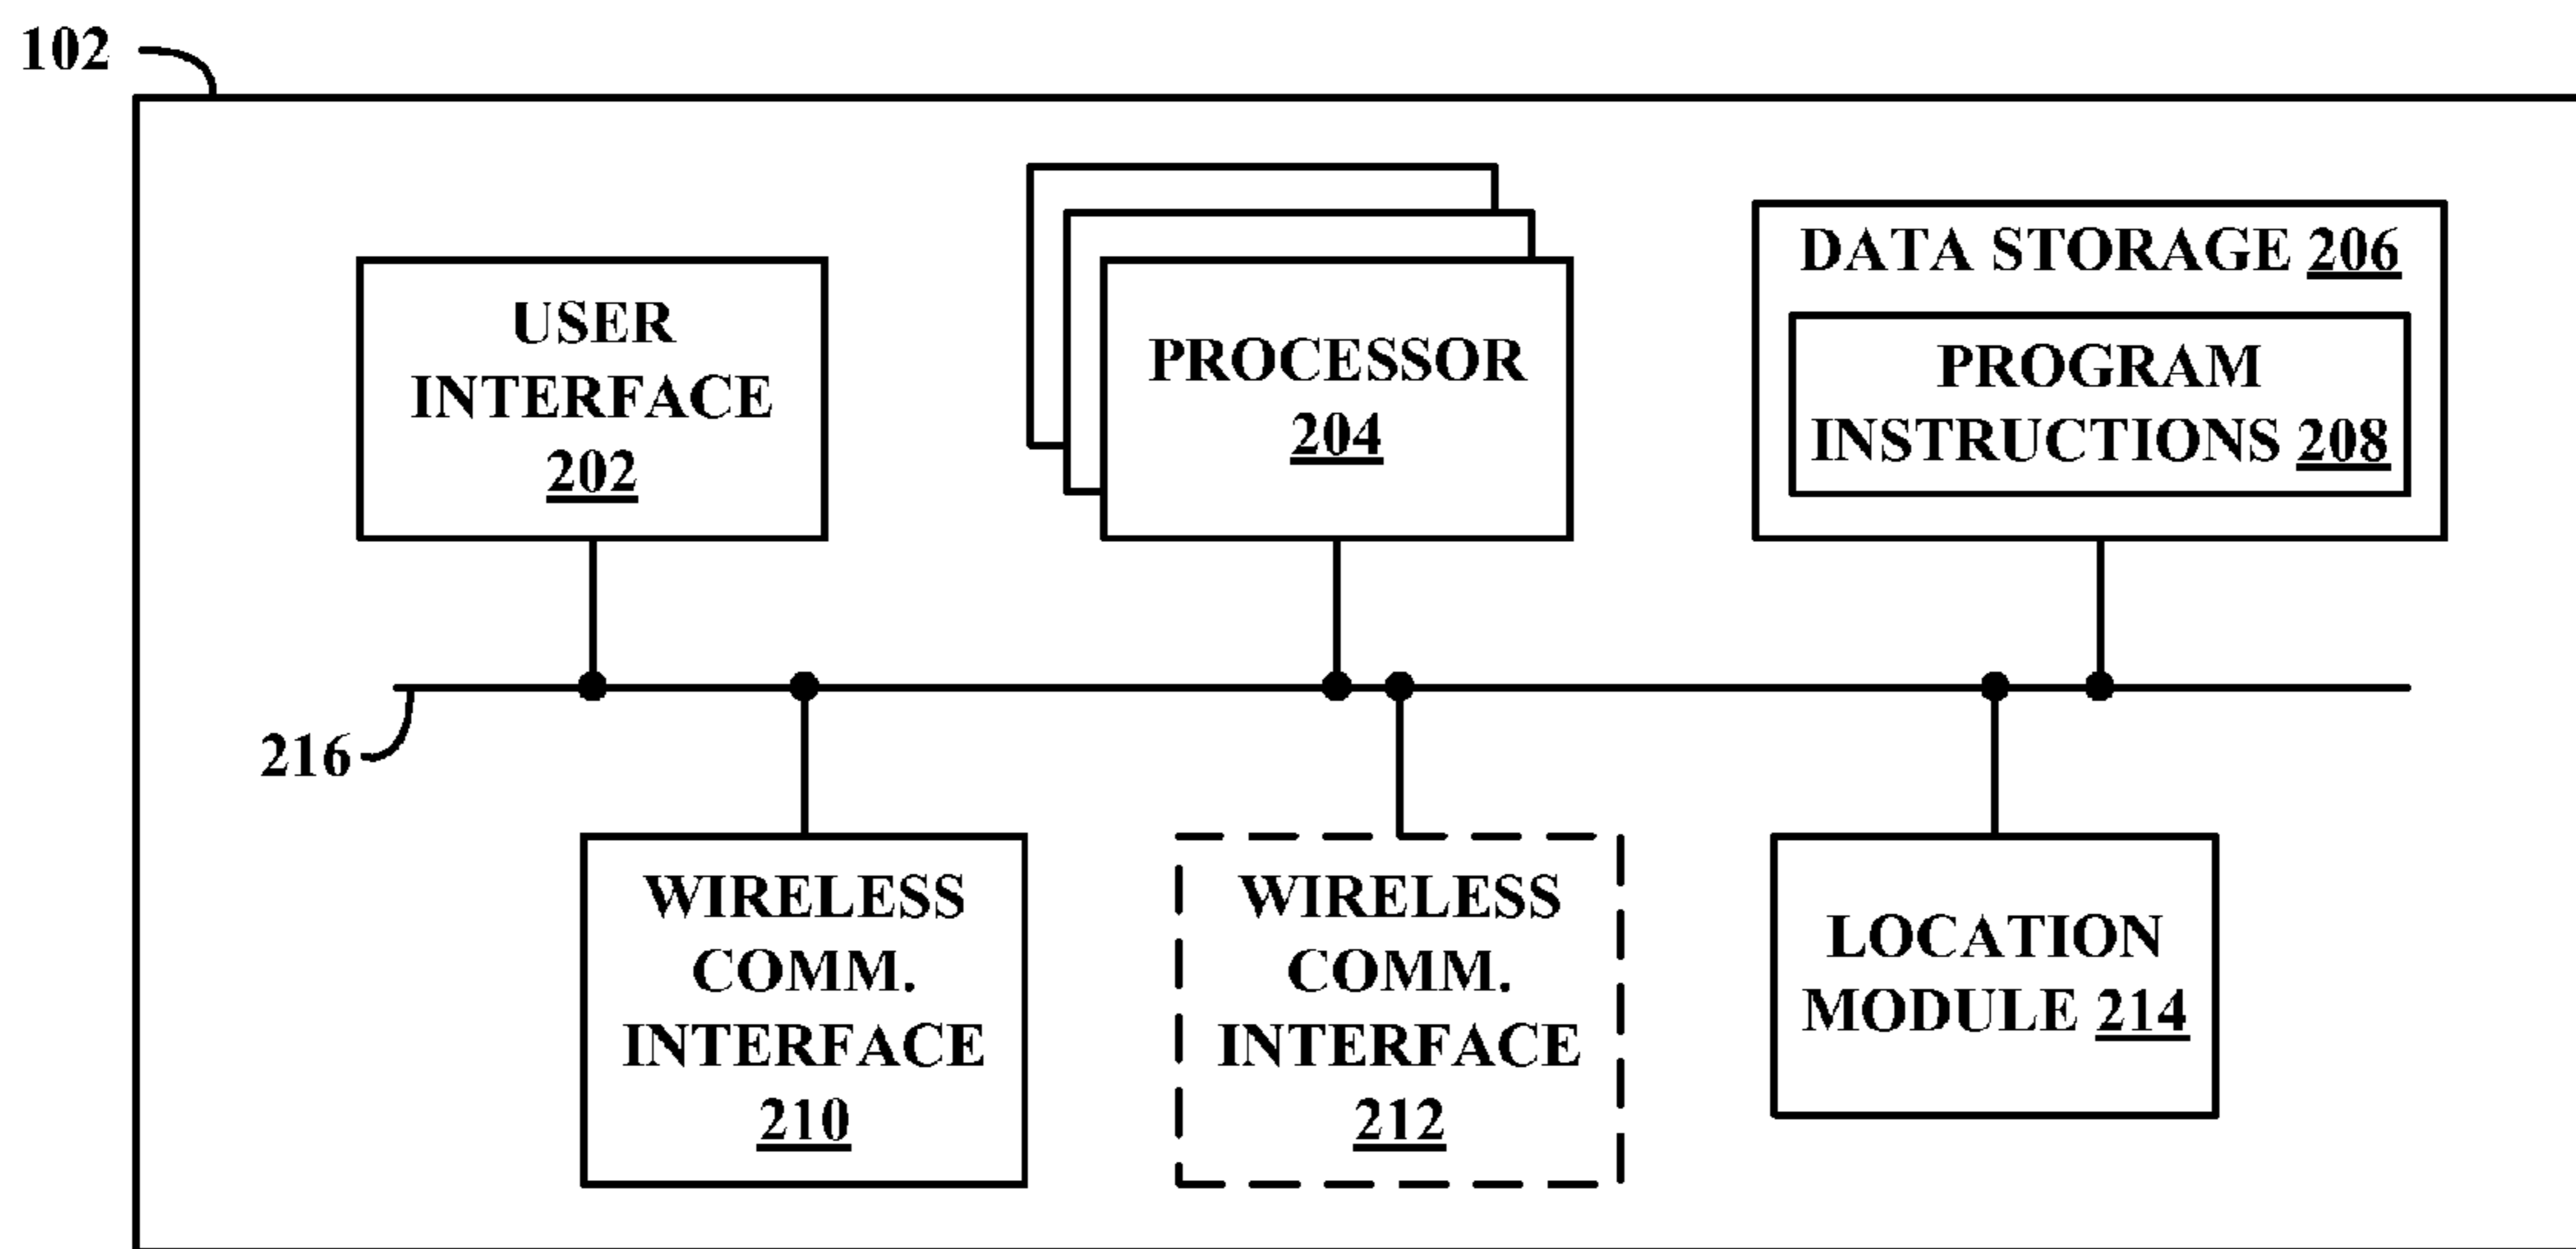 102
USER
INTERFACE
202
PROCESSOR
204
DATA STORAGE 206
PROGRAM
INSTRUCTIONS 208
216
WIRELESS
COMM.
INTERFACE
210
WIRELESS
COMM.
INTERFACE
212
LOCATION
MODULE 214